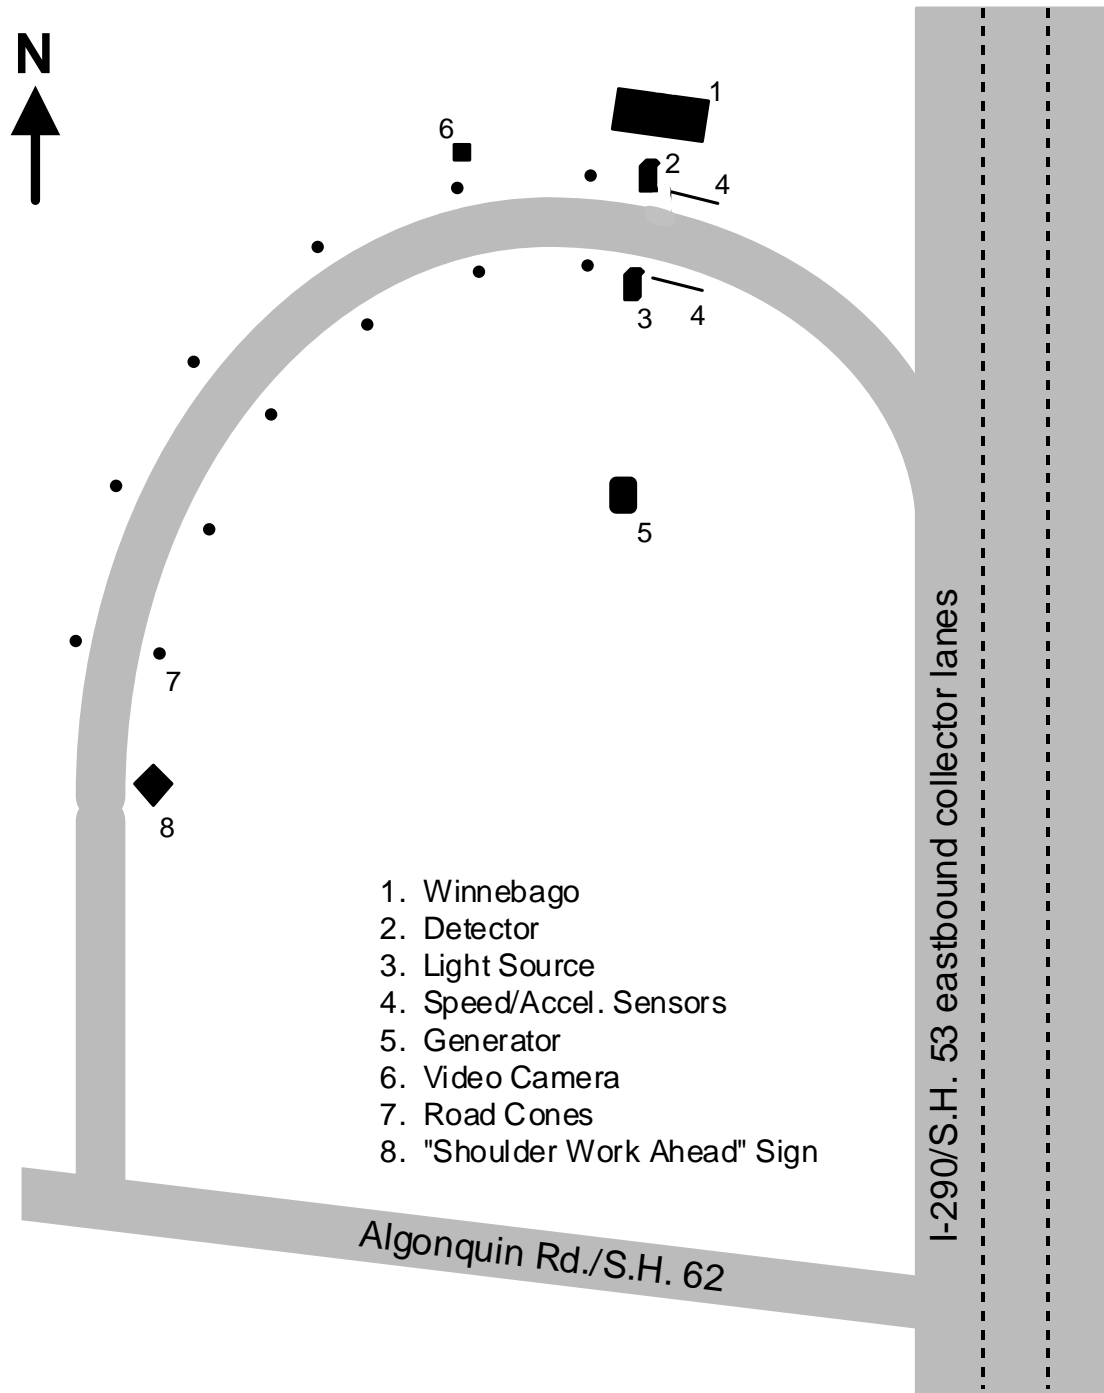 N
1
6
2
4
3
4
5
7
8
1. Winnebago
2. Detector
3. Light Source
4. Speed/Accel. Sensors
5. Generator
6. Video Camera
7. Road Cones
8. "Shoulder Work Ahead" Sign
I-290/S.H. 53 eastbound collector lanes
Algonquin Rd./S.H. 62